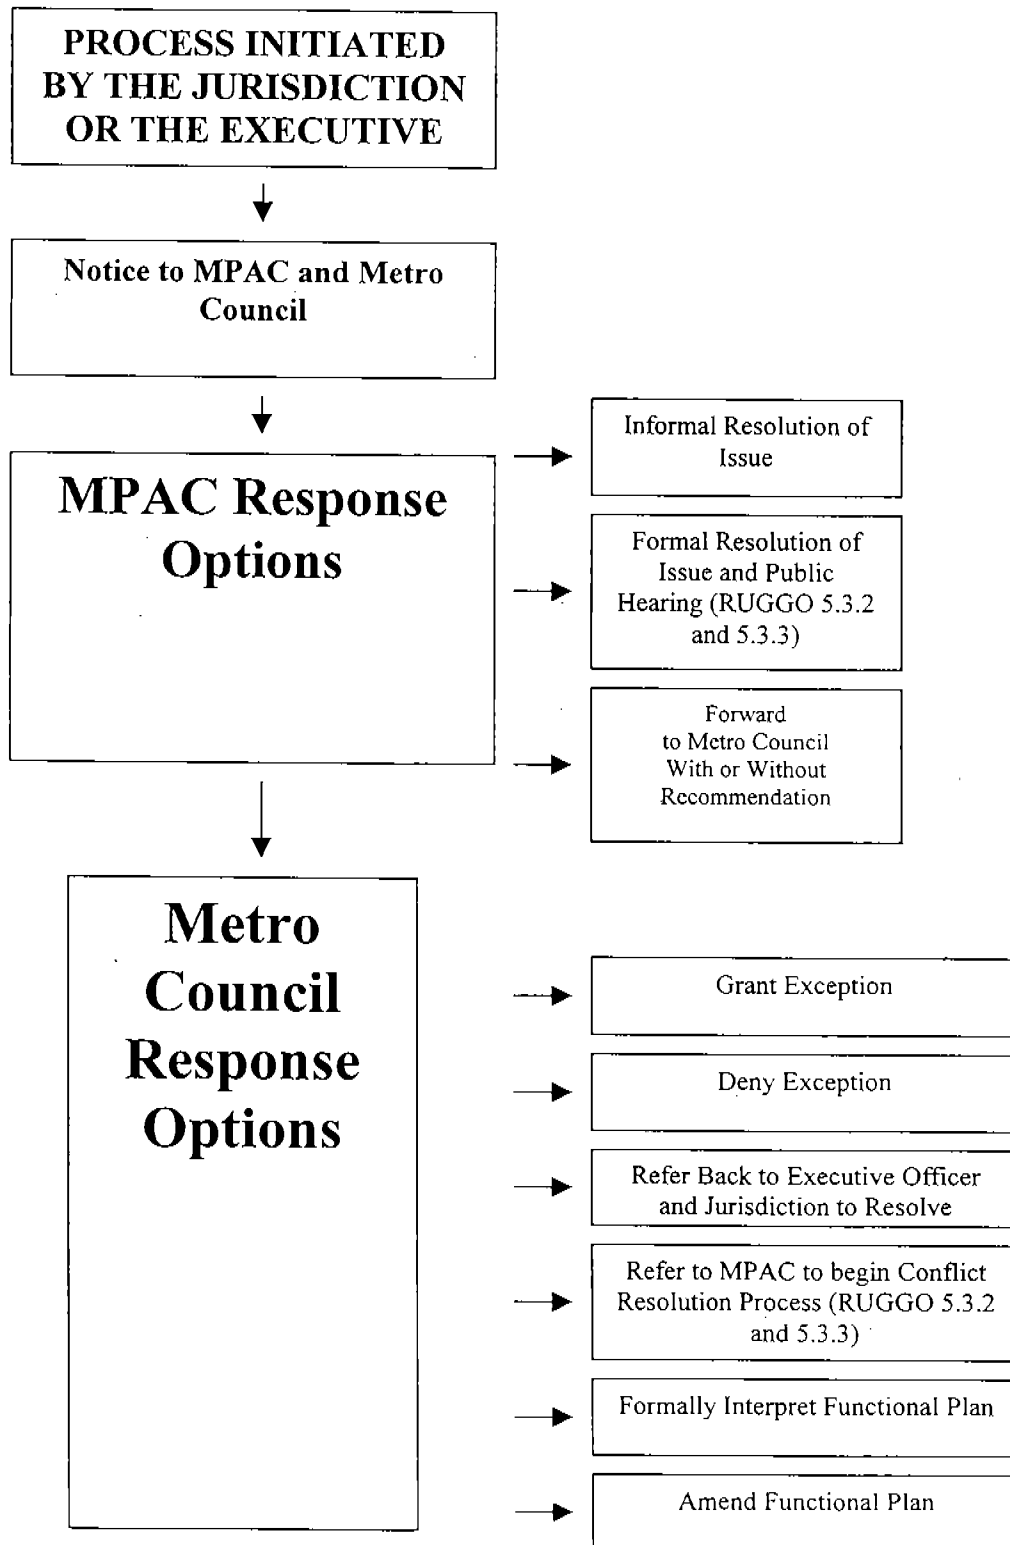 PROCESS INITIATED
BY THE JURISDICTION
OR THE EXECUTIVE
Notice to MPAC and Metro
Council
MPAC Response
Options
Informal Resolution of
Issue
Formal Resolution of
Issue and Public
Hearing (RUGGO 5.3.2
and 5.3.3)
Forward
to Metro Council
With or Without
Recommendation
Metro
Council
Response
Options
Grant Exception
Deny Exception
Refer Back to Executive Officer
and Jurisdiction to Resolve
Refer to MPAC to begin Conflict
Resolution Process (RUGGO 5.3.2
and 5.3.3)
Formally Interpret Functional Plan
Amend Functional Plan